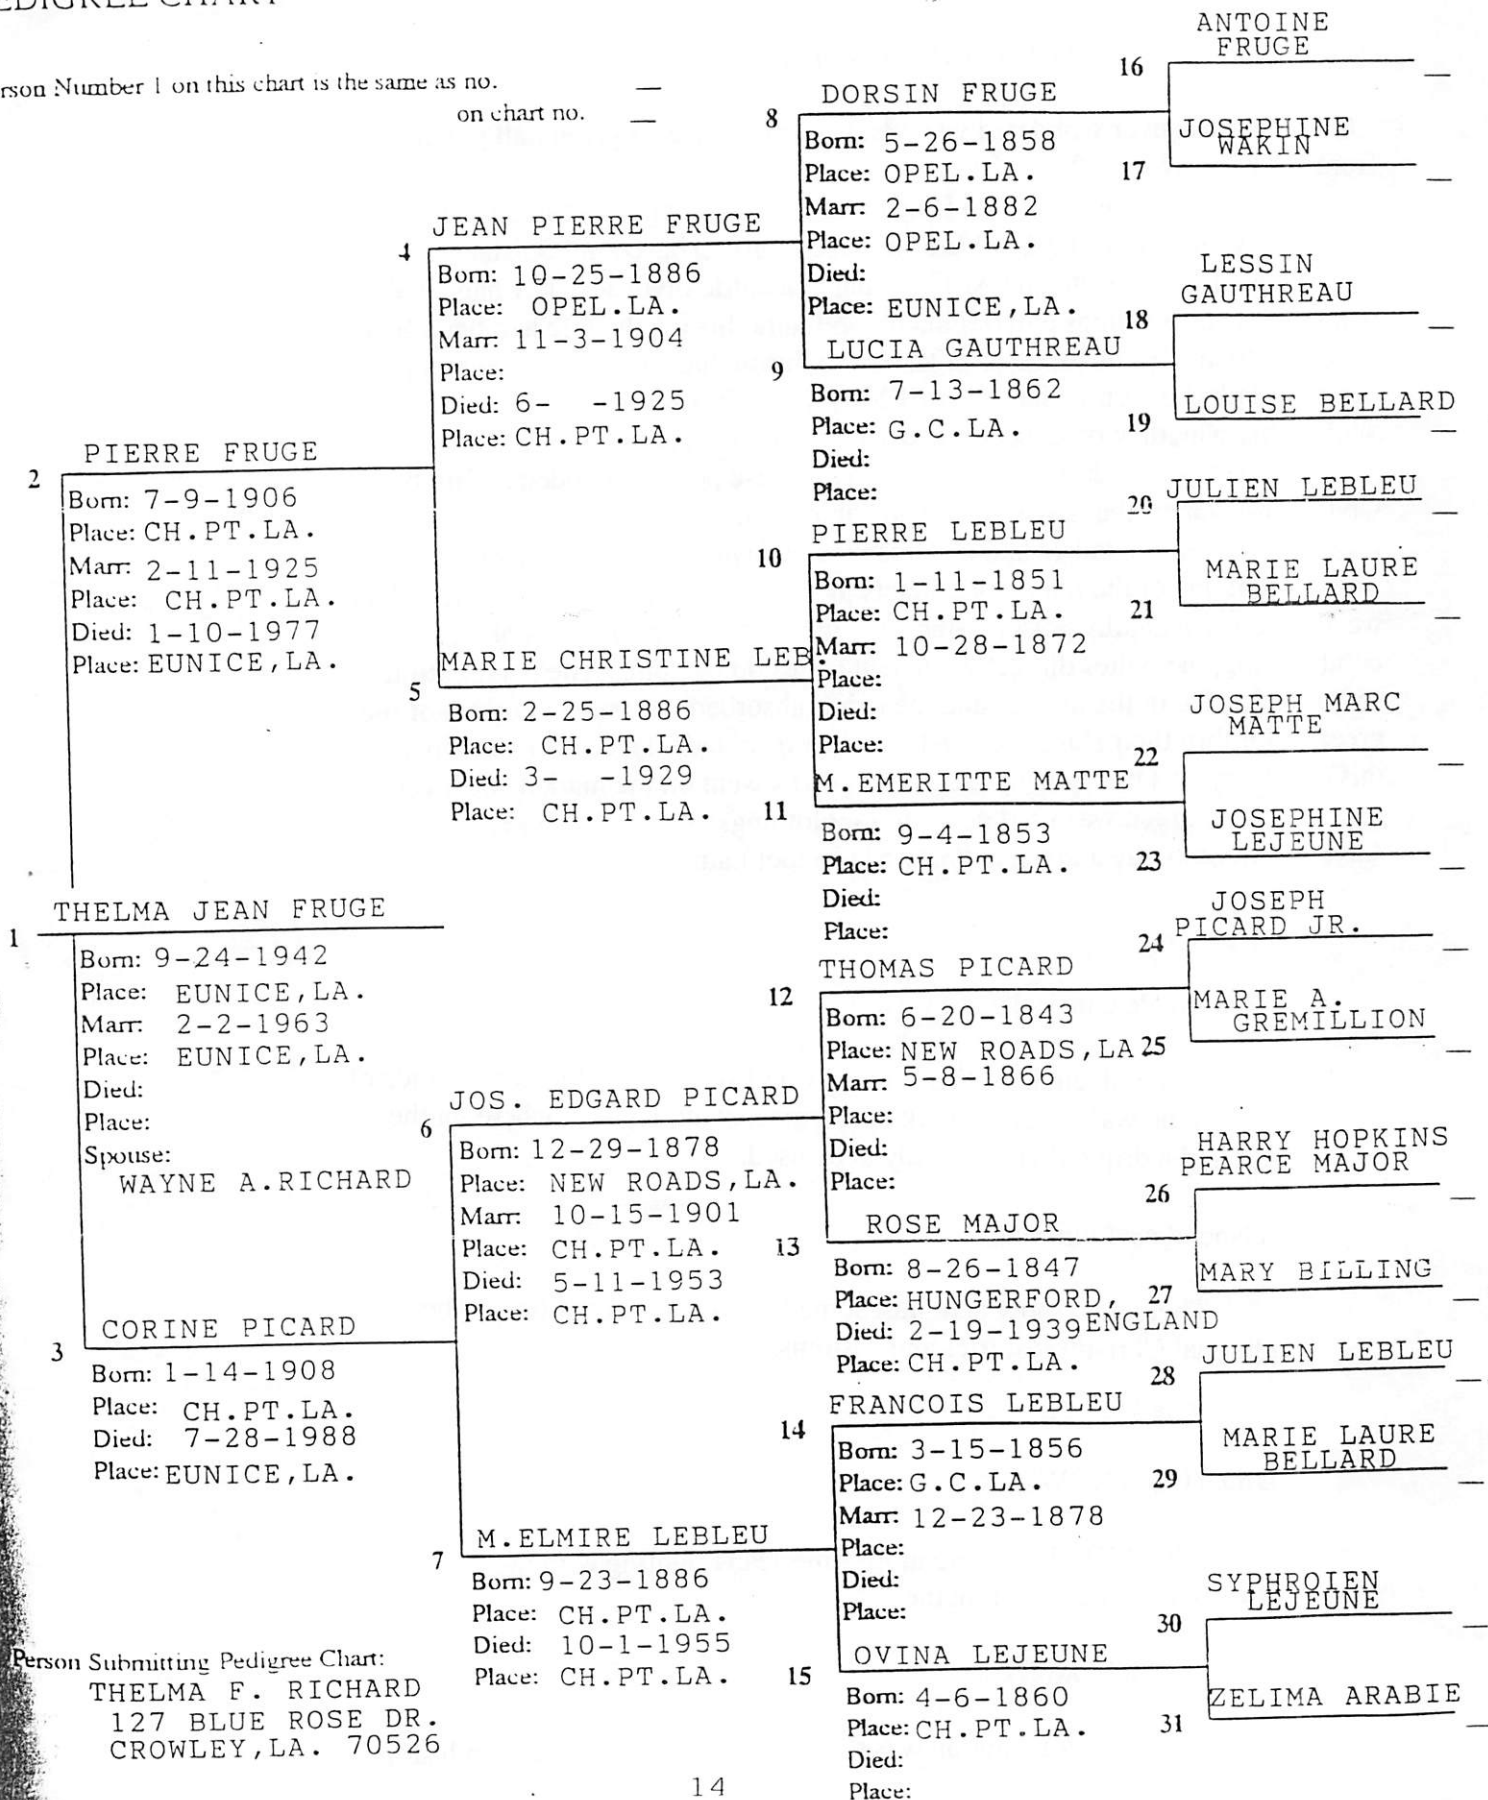 PEDIGREE CHART
Person Number 1 on this chart is the same as no. __
on chart no. __
1
THELMA JEAN FRUGE
Born: 9-24-1942
Place: EUNICE,LA.
Marr: 2-2-1963
Place: EUNICE,LA.
Died:
Place:
Spouse:
WAYNE A.RICHARD
2
PIERRE FRUGE
Born: 7-9-1906
Place: CH.PT.LA.
Marr: 2-11-1925
Place: CH.PT.LA.
Died: 1-10-1977
Place: EUNICE,LA.
3
CORINE PICARD
Born: 1-14-1908
Place: CH.PT.LA.
Died: 7-28-1988
Place: EUNICE,LA.
4
JEAN PIERRE FRUGE
Born: 10-25-1886
Place: OPEL.LA.
Marr: 11-3-1904
Place:
Died: 6- -1925
Place: CH.PT.LA.
5
MARIE CHRISTINE LEB.
Born: 2-25-1886
Place: CH.PT.LA.
Died: 3- -1929
Place: CH.PT.LA.
6
JOS. EDGARD PICARD
Born: 12-29-1878
Place: NEW ROADS,LA.
Marr: 10-15-1901
Place: CH.PT.LA.
Died: 5-11-1953
Place: CH.PT.LA.
7
M.ELMIRE LEBLEU
Born: 9-23-1886
Place: CH.PT.LA.
Died: 10-1-1955
Place: CH.PT.LA.
8
DORSIN FRUGE
Born: 5-26-1858
Place: OPEL.LA.
Marr: 2-6-1882
Place: OPEL.LA.
Died:
Place: EUNICE,LA.
9
LUCIA GAUTHREAU
Born: 7-13-1862
Place: G.C.LA.
Died:
Place:
10
PIERRE LEBLEU
Born: 1-11-1851
Place: CH.PT.LA.
Marr: 10-28-1872
Place:
Died:
Place:
11
M.EMERITTE MATTE
Born: 9-4-1853
Place: CH.PT.LA.
Died:
Place:
12
THOMAS PICARD
Born: 6-20-1843
Place: NEW ROADS,LA
Marr: 5-8-1866
Place:
Died:
Place:
13
ROSE MAJOR
Born: 8-26-1847
Place: HUNGERFORD,
ENGLAND
Died: 2-19-1939
Place: CH.PT.LA.
14
FRANCOIS LEBLEU
Born: 3-15-1856
Place: G.C.LA.
Marr: 12-23-1878
Place:
Died:
Place:
15
OVINA LEJEUNE
Born: 4-6-1860
Place: CH.PT.LA.
Died:
Place:
16
ANTOINE
FRUGE
17
JOSEPHINE
WAKIN
18
LESSIN
GAUTHREAU
19
LOUISE BELLARD
20
JULIEN LEBLEU
21
MARIE LAURE
BELLARD
22
JOSEPH MARC
MATTE
23
JOSEPHINE
LEJEUNE
24
JOSEPH
PICARD JR.
25
MARIE A.
GREMILLION
26
HARRY HOPKINS
PEARCE MAJOR
27
MARY BILLING
28
JULIEN LEBLEU
29
MARIE LAURE
BELLARD
30
SYPHROIEN
LEJEUNE
31
ZELIMA ARABIE
Person Submitting Pedigree Chart:
THELMA F. RICHARD
127 BLUE ROSE DR.
CROWLEY,LA. 70526
14